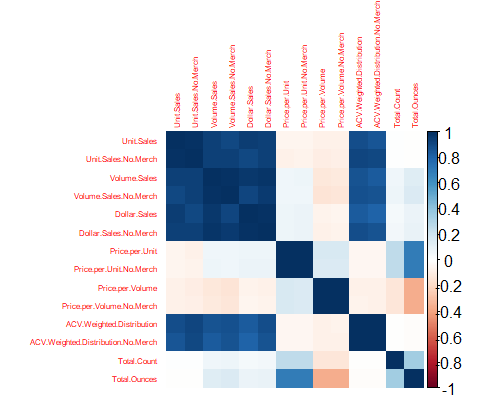 Unit.Sales
Unit.Sales.No.Merch
Volume.Sales
Volume.Sales.No.Merch
Dollar.Sales
Dollar.Sales.No.Merch
Price.per.Unit
Price.per.Unit.No.Merch
Price.per.Volume
Price.per.Volume.No.Merch
ACV.Weighted.Distribution
ACV.Weighted.Distribution.No.Merch
Total.Count
Total.Ounces
Unit.Sales
Unit.Sales.No.Merch
Volume.Sales
Volume.Sales.No.Merch
Dollar.Sales
Dollar.Sales.No.Merch
Price.per.Unit
Price.per.Unit.No.Merch
Price.per.Volume
Price.per.Volume.No.Merch
ACV.Weighted.Distribution
ACV.Weighted.Distribution.No.Merch
Total.Count
Total.Ounces
1
0.8
0.6
0.4
0.2
0
-0.2
-0.4
-0.6
-0.8
-1